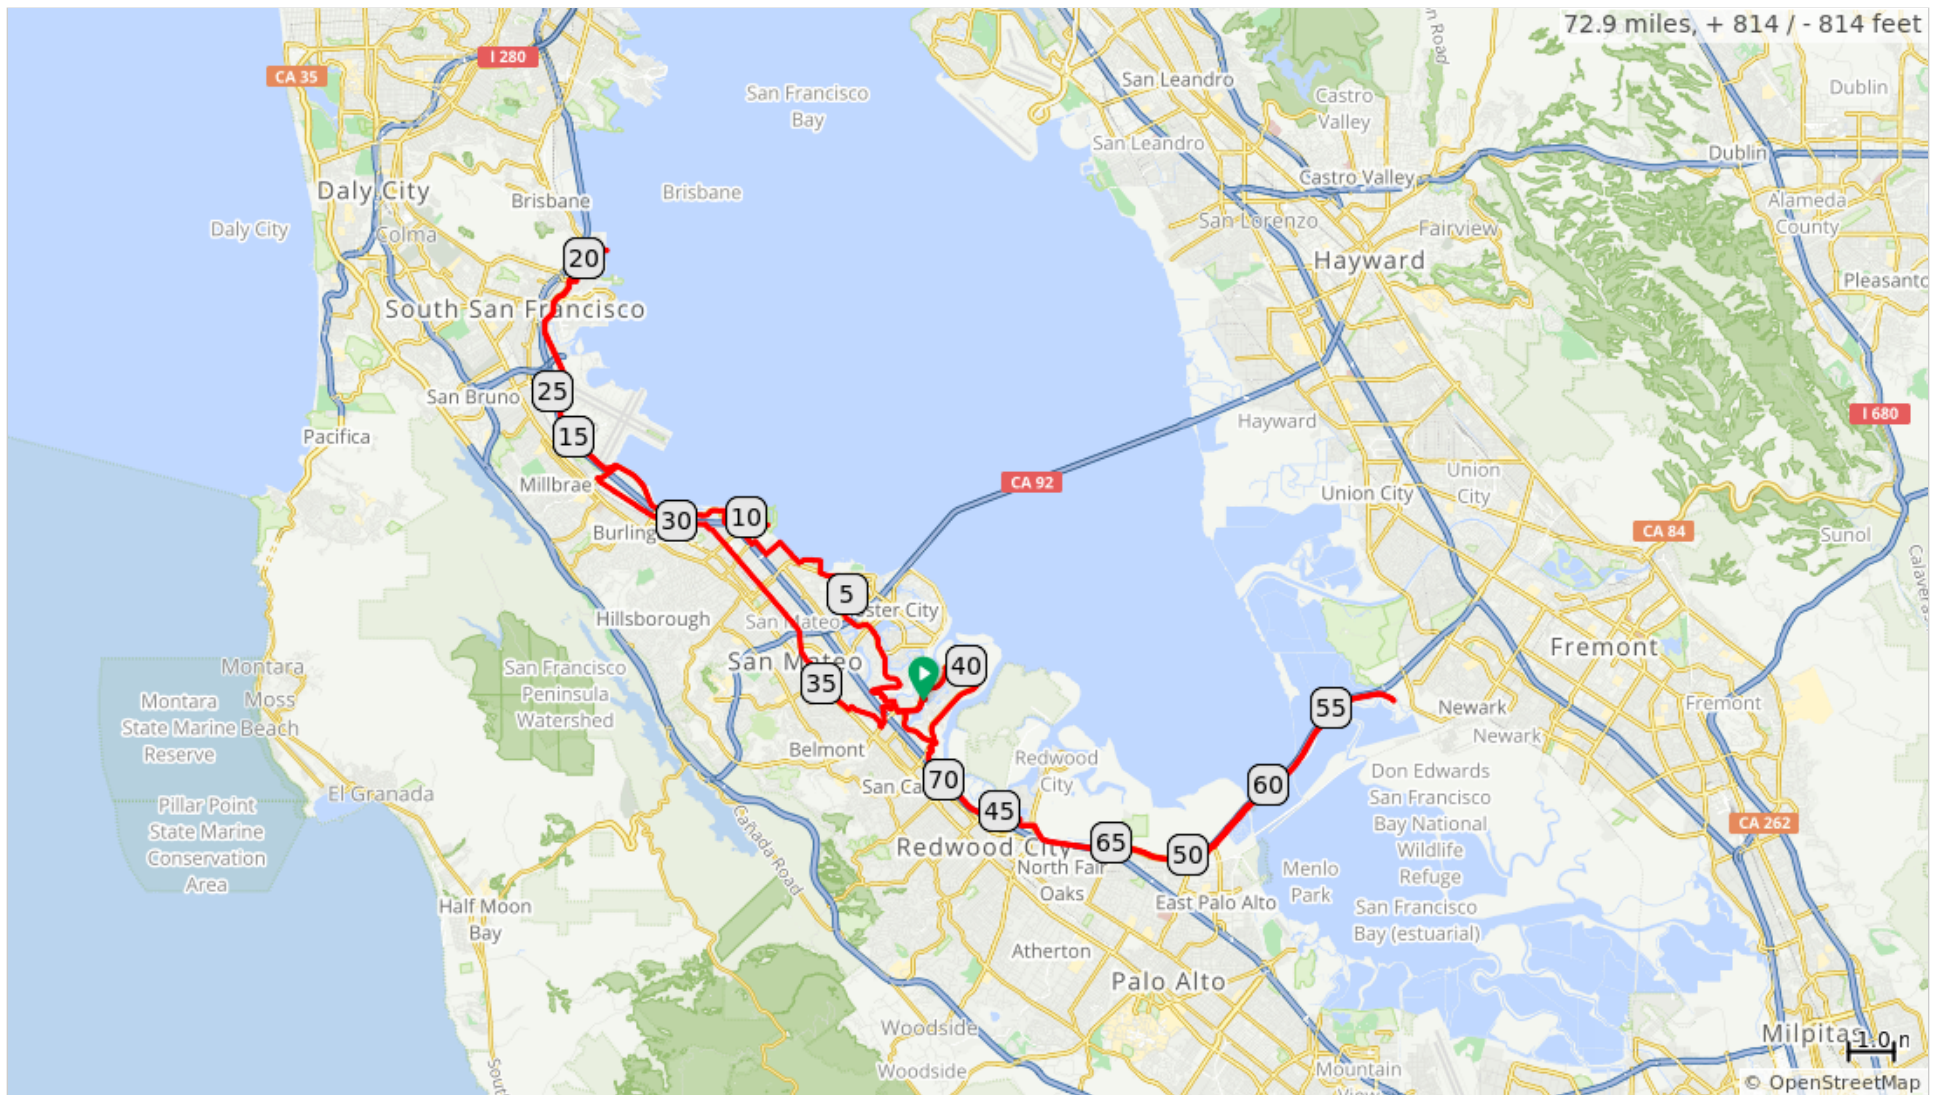 72.9 miles, + 814 / - 814 feet
I 280
CA 35
San Leandro
Dublin
San Francisco
Bay
Castro
Valley
n Road
San Leandro
Dublin
Castro Valley
Daly City
Brisbane
Brisbane
San Lorenzo
Fairview
Alameda
County
Daly City
Colma
Hayward
20
Pleasanto
South San Francisco
San Bruno
25
15
Pacifica
Hayward
I 680
Millbrae
CA 92
Union
City
Union City
30
10
Burling
CA 84
Sunol
Calavera
5
ster City
Hillsborough
San Mateo
Fremont
Montara
San Mateo
San Francisco
Peninsula
Watershed
40
35
Montara
State Marine
Reserve
Moss
Beach
55
Newark
Newark
Fremont
Belmont
Redwood
City
70
San Ca
60
Don Edwards
San Francisco
Bay National
Wildlife
Refuge
El Granada
Pillar Point
State Marine
Conservation
Area
45
CA 262
Cañada Road
Redwood City
65
50
North Fair
Oaks
Menlo
Park
East Palo Alto
San Francisco
Bay (estuarial)
Half Moon
Bay
Atherton
Palo Alto
Woodside
Milpitas
1.0 m
Woodside
Mountain
View
South
© OpenStreetMap